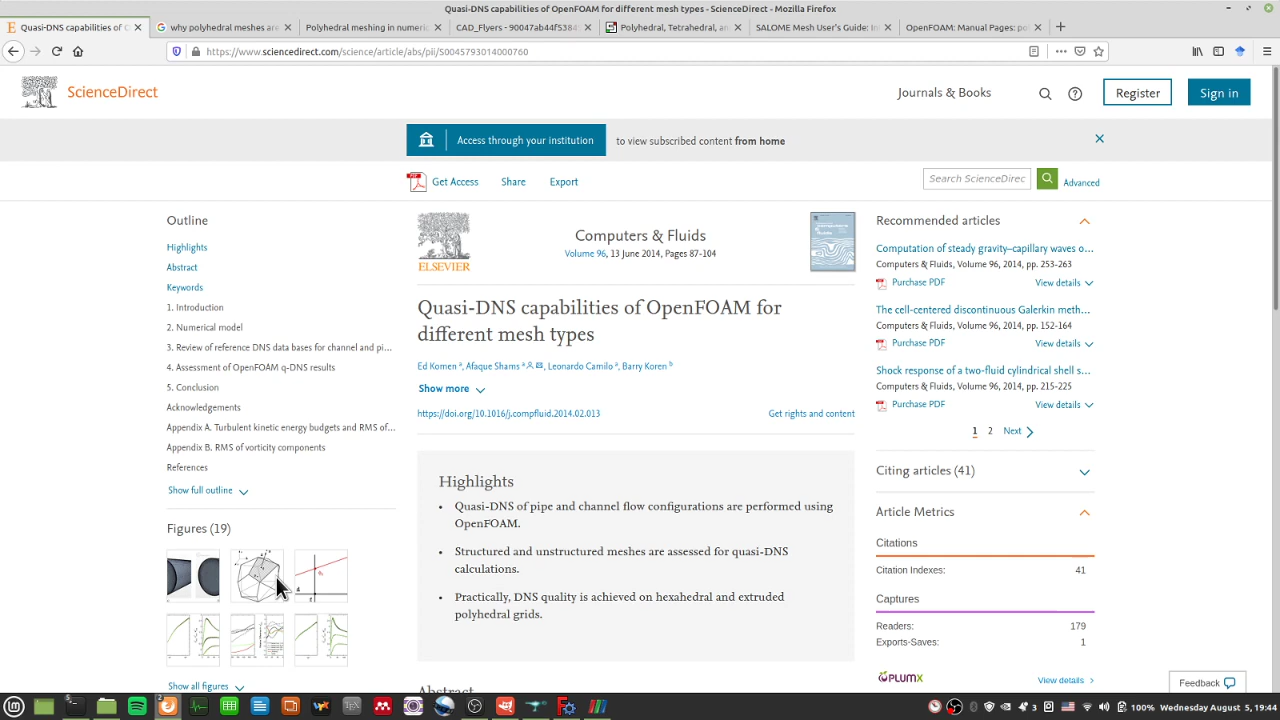 Quasi-DNS capabilities of OpenFOAM for different mesh types - ScienceDirect - Mozilla Firefox
Quasi-DNS capabilities of O
why polyhedral meshes are
Polyhedral meshing in numeric
CAD_Flyers - 90047ab4f5384
Polyhedral, Tetrahedral, an
SALOME Mesh User's Guide: In
OpenFOAM: Manual Pages: po
https://www.sciencedirect.com/science/article/abs/pii/S0045793014000760
ScienceDirect
Journals & Books
Register
Sign in
Access through your institution
to view subscribed content from home
Get Access
Share
Export
Search ScienceDirec
Advanced
Outline
Highlights
Abstract
Keywords
1. Introduction
2. Numerical model
3. Review of reference DNS data bases for channel and pi...
4. Assessment of OpenFOAM q-DNS results
5. Conclusion
Acknowledgements
Appendix A. Turbulent kinetic energy budgets and RMS of...
Appendix B. RMS of vorticity components
References
Show full outline
Figures (19)
Show all figures
ELSEVIER
Computers & Fluids
Volume 96, 13 June 2014, Pages 87-104
Quasi-DNS capabilities of OpenFOAM for
different mesh types
Ed Komen a, Afaque Shams a, Leonardo Camilo a, Barry Koren b
Show more
https://doi.org/10.1016/j.compfluid.2014.02.013
Get rights and content
Highlights
• Quasi-DNS of pipe and channel flow configurations are performed using
OpenFOAM.
• Structured and unstructured meshes are assessed for quasi-DNS
calculations.
• Practically, DNS quality is achieved on hexahedral and extruded
polyhedral grids.
Abstract
Recommended articles
Computation of steady gravity–capillary waves o...
Computers & Fluids, Volume 96, 2014, pp. 253-263
Purchase PDF
View details
The cell-centered discontinuous Galerkin meth...
Computers & Fluids, Volume 96, 2014, pp. 152-164
Purchase PDF
View details
Shock response of a two-fluid cylindrical shell s...
Computers & Fluids, Volume 96, 2014, pp. 215-225
Purchase PDF
View details
1 2 Next
Citing articles (41)
Article Metrics
Citations
Citation Indexes: 41
Captures
Readers: 179
Exports-Saves: 1
PLUMX
View details
Feedback
3
100%
Wednesday August 5, 19:44